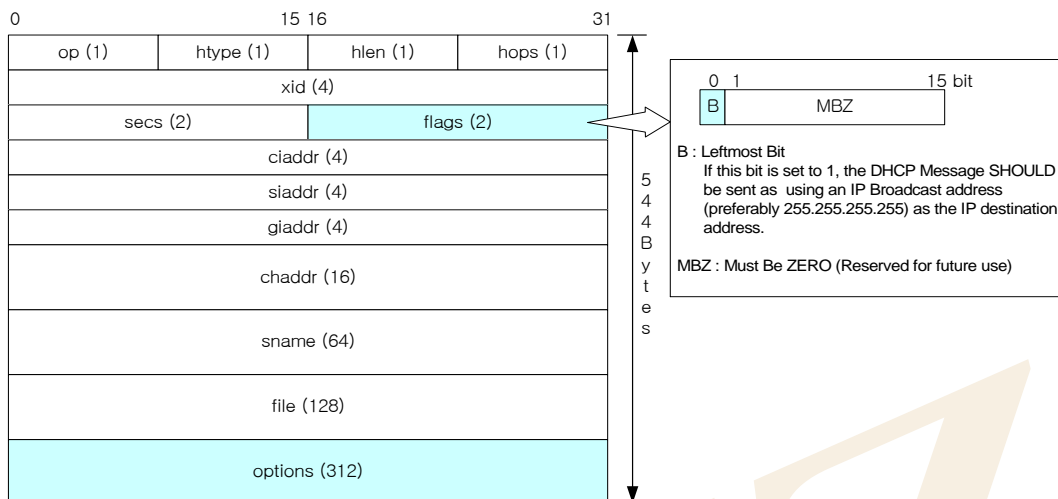 0 15 16 31
op (1) htype (1) hlen (1) hops (1)
xid (4)
secs (2) flags (2)
ciaddr (4)
siaddr (4)
giaddr (4)
chaddr (16)
sname (64)
file (128)
options (312)
544Bytes
0 1 15 bit
B MBZ
B : Leftmost Bit
If this bit is set to 1, the DHCP Message SHOULD
be sent as using an IP Broadcast address
(preferably 255.255.255.255) as the IP destination
address.
MBZ : Must Be ZERO (Reserved for future use)